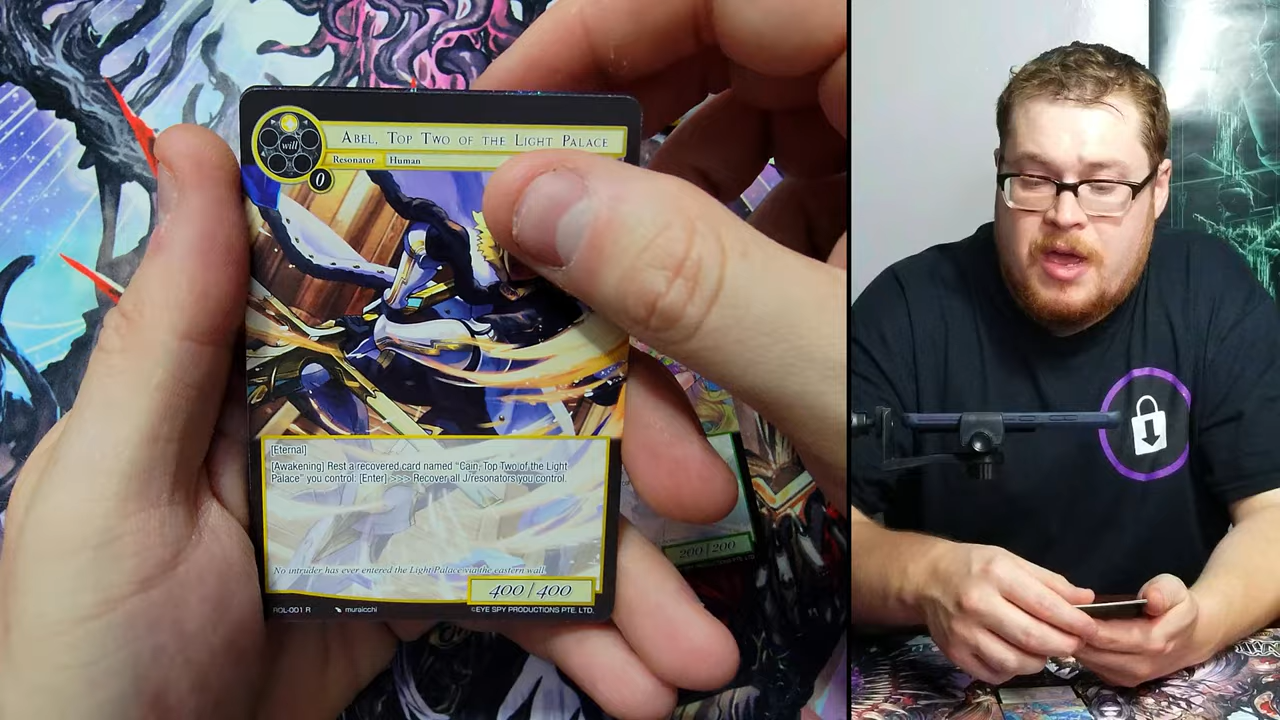 Abel, Top Two of the Light Palace
will
Resonator Human
0
[Eternal]
[Awakening] Rest a recovered card named "Cain, Top Two of the Light
Palace" you control: [Enter] >>> Recover all J/resonators you control.
No intruder has ever entered the Light Palace via the eastern wall.
400/400
AOL-001 R muraicchi ©EYE SPY PRODUCTIONS PTE. LTD.
200/200